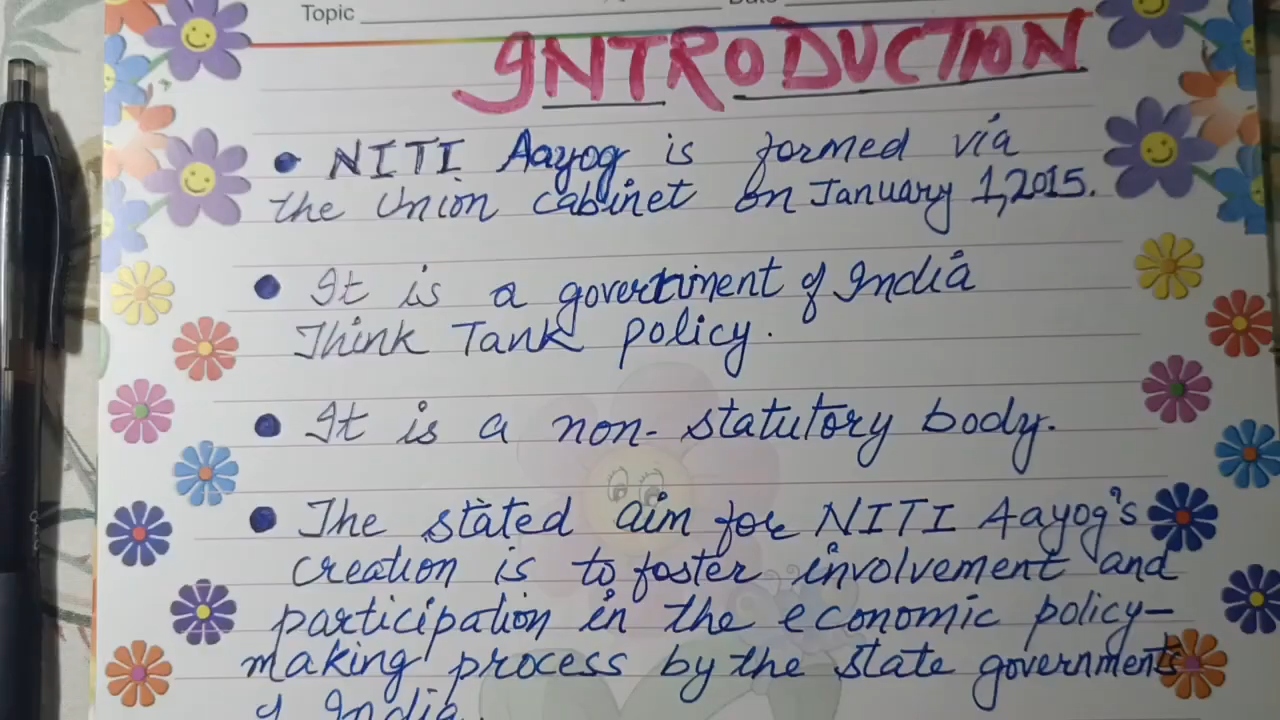 Topic
INTRODUCTION
• NITI Aayog is formed via
the Union cabinet on January 1, 2015.
• It is a government of India
Think Tank policy.
• It is a non-statutory body.
• The stated aim for NITI Aayog's
creation is to foster involvement and
participation in the economic policy-
making process by the state governments
of India.